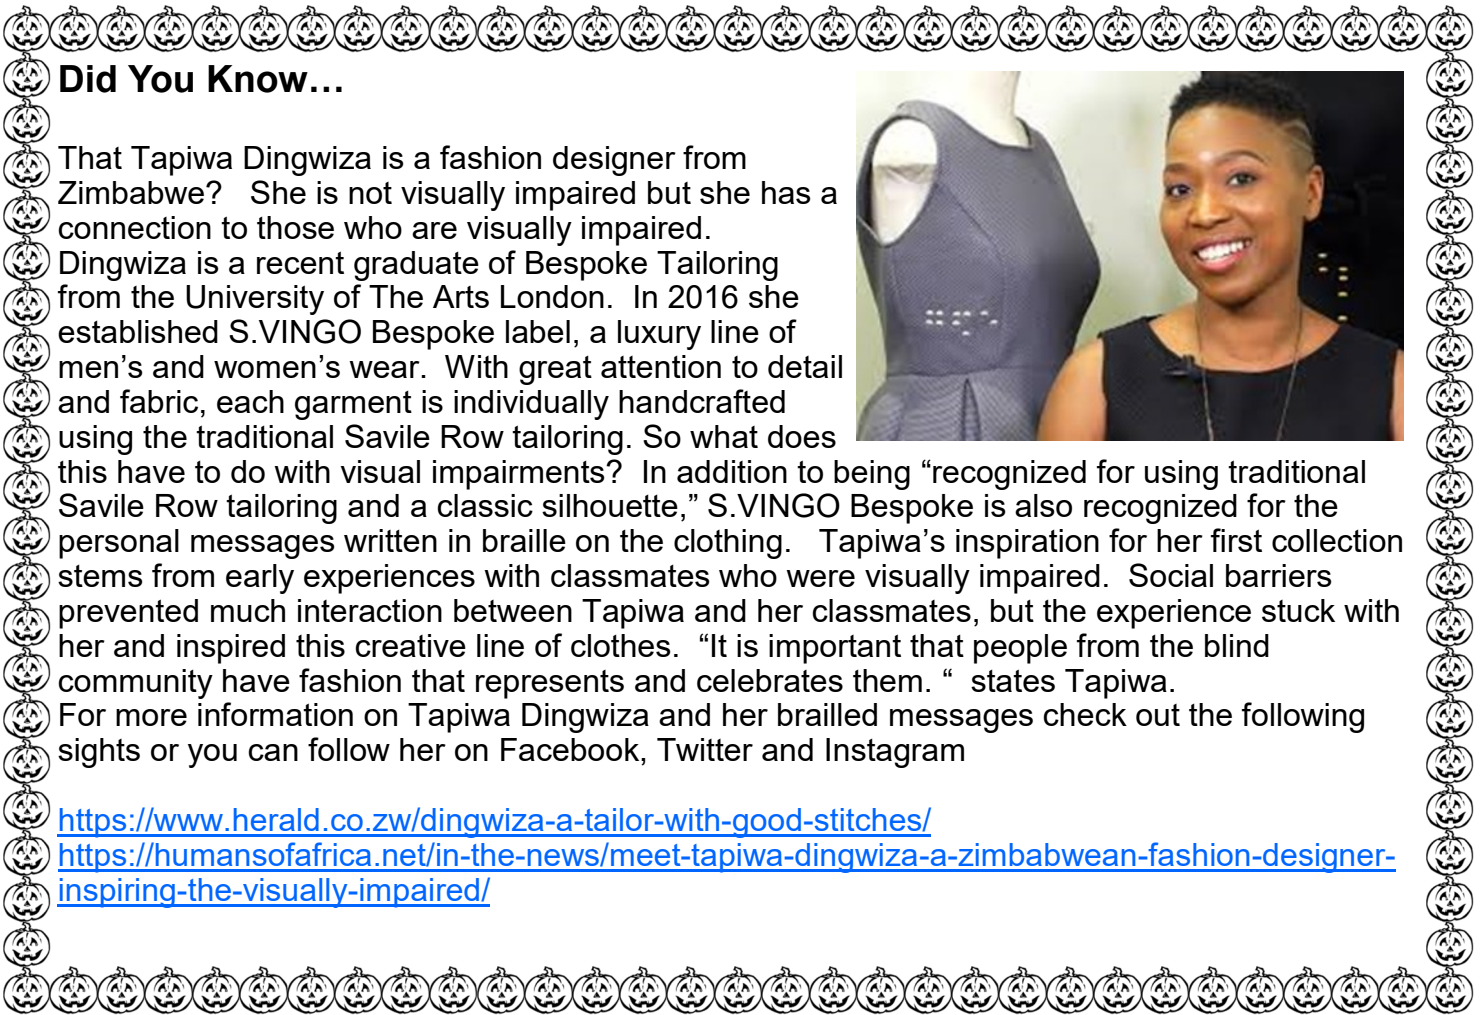 Did You Know…
That Tapiwa Dingwiza is a fashion designer from
Zimbabwe?   She is not visually impaired but she has a
connection to those who are visually impaired.
Dingwiza is a recent graduate of Bespoke Tailoring
from the University of The Arts London.  In 2016 she
established S.VINGO Bespoke label, a luxury line of
men’s and women’s wear.  With great attention to detail
and fabric, each garment is individually handcrafted
using the traditional Savile Row tailoring. So what does
this have to do with visual impairments?  In addition to being “recognized for using traditional
Savile Row tailoring and a classic silhouette,” S.VINGO Bespoke is also recognized for the
personal messages written in braille on the clothing.   Tapiwa’s inspiration for her first collection
stems from early experiences with classmates who were visually impaired.  Social barriers
prevented much interaction between Tapiwa and her classmates, but the experience stuck with
her and inspired this creative line of clothes.  “It is important that people from the blind
community have fashion that represents and celebrates them. “  states Tapiwa.
For more information on Tapiwa Dingwiza and her brailled messages check out the following
sights or you can follow her on Facebook, Twitter and Instagram
https://www.herald.co.zw/dingwiza-a-tailor-with-good-stitches/
https://humansofafrica.net/in-the-news/meet-tapiwa-dingwiza-a-zimbabwean-fashion-designer-
inspiring-the-visually-impaired/